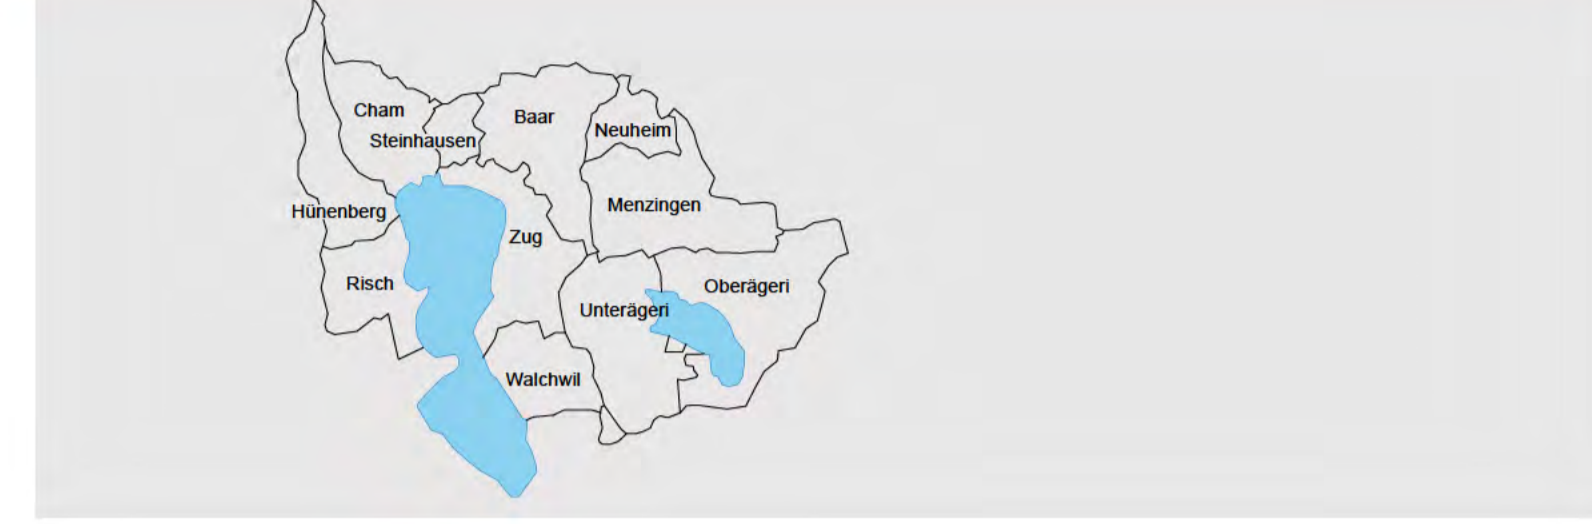 Cham
Baar
Neuheim
Steinhausen
Menzingen
Hünenberg
Zug
Risch
Oberägeri
Unterägeri
Walchwil